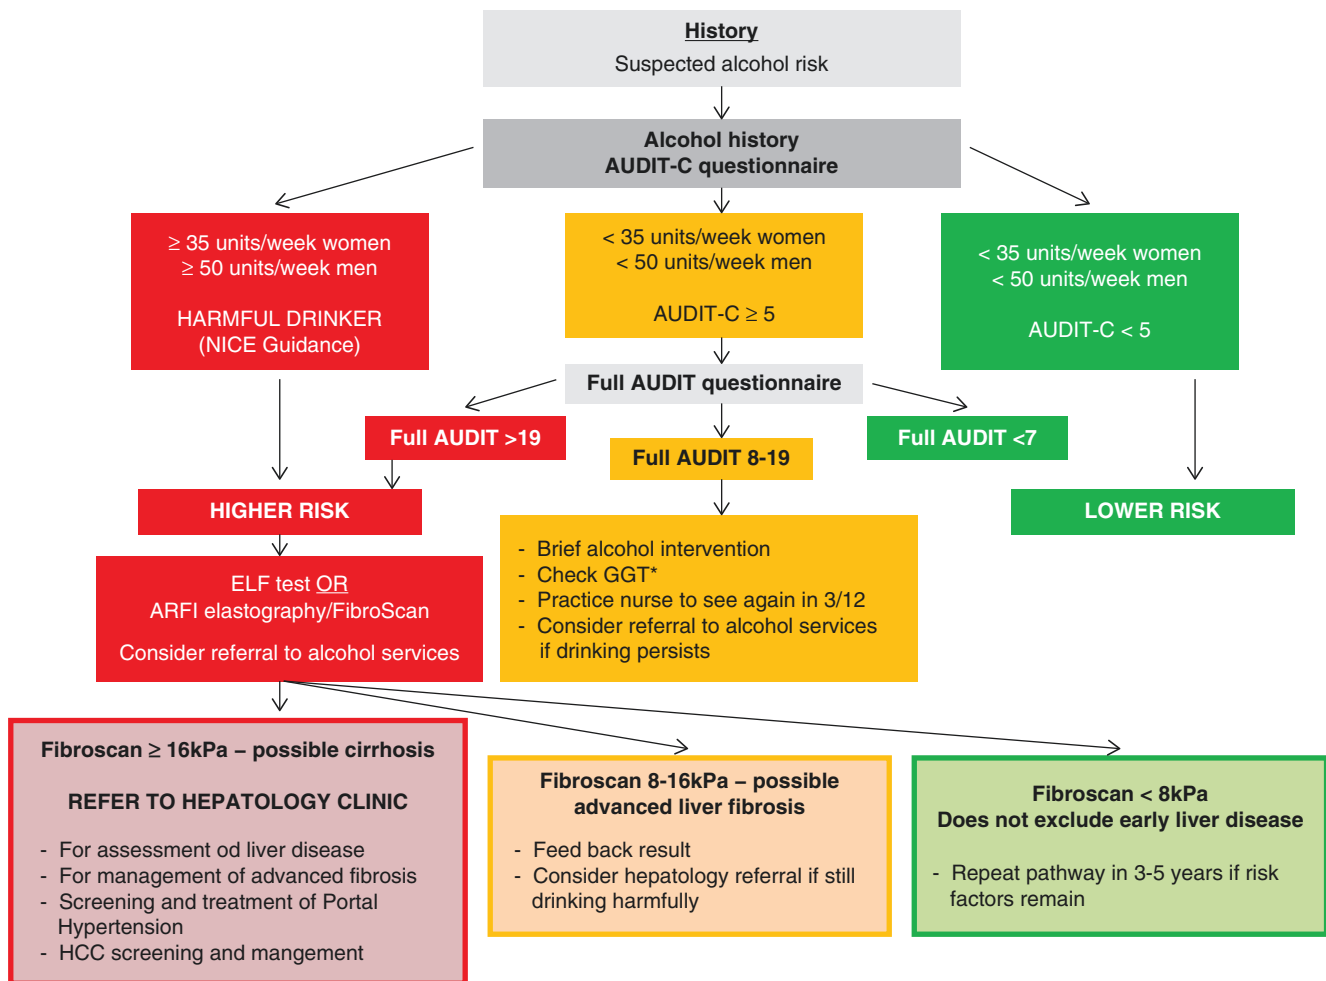 History
Suspected alcohol risk
Alcohol history
AUDIT-C questionnaire
≥ 35 units/week women
≥ 50 units/week men
HARMFUL DRINKER
(NICE Guidance)
< 35 units/week women
< 50 units/week men
AUDIT-C ≥ 5
< 35 units/week women
< 50 units/week men
AUDIT-C < 5
Full AUDIT questionnaire
Full AUDIT >19
Full AUDIT 8-19
Full AUDIT <7
HIGHER RISK
LOWER RISK
ELF test OR
ARFI elastography/FibroScan
Consider referral to alcohol services
- Brief alcohol intervention
- Check GGT*
- Practice nurse to see again in 3/12
- Consider referral to alcohol services
if drinking persists
Fibroscan ≥ 16kPa – possible cirrhosis
REFER TO HEPATOLOGY CLINIC
- For assessment od liver disease
- For management of advanced fibrosis
- Screening and treatment of Portal
Hypertension
- HCC screening and mangement
Fibroscan 8-16kPa – possible
advanced liver fibrosis
- Feed back result
- Consider hepatology referral if still
drinking harmfully
Fibroscan < 8kPa
Does not exclude early liver disease
- Repeat pathway in 3-5 years if risk
factors remain